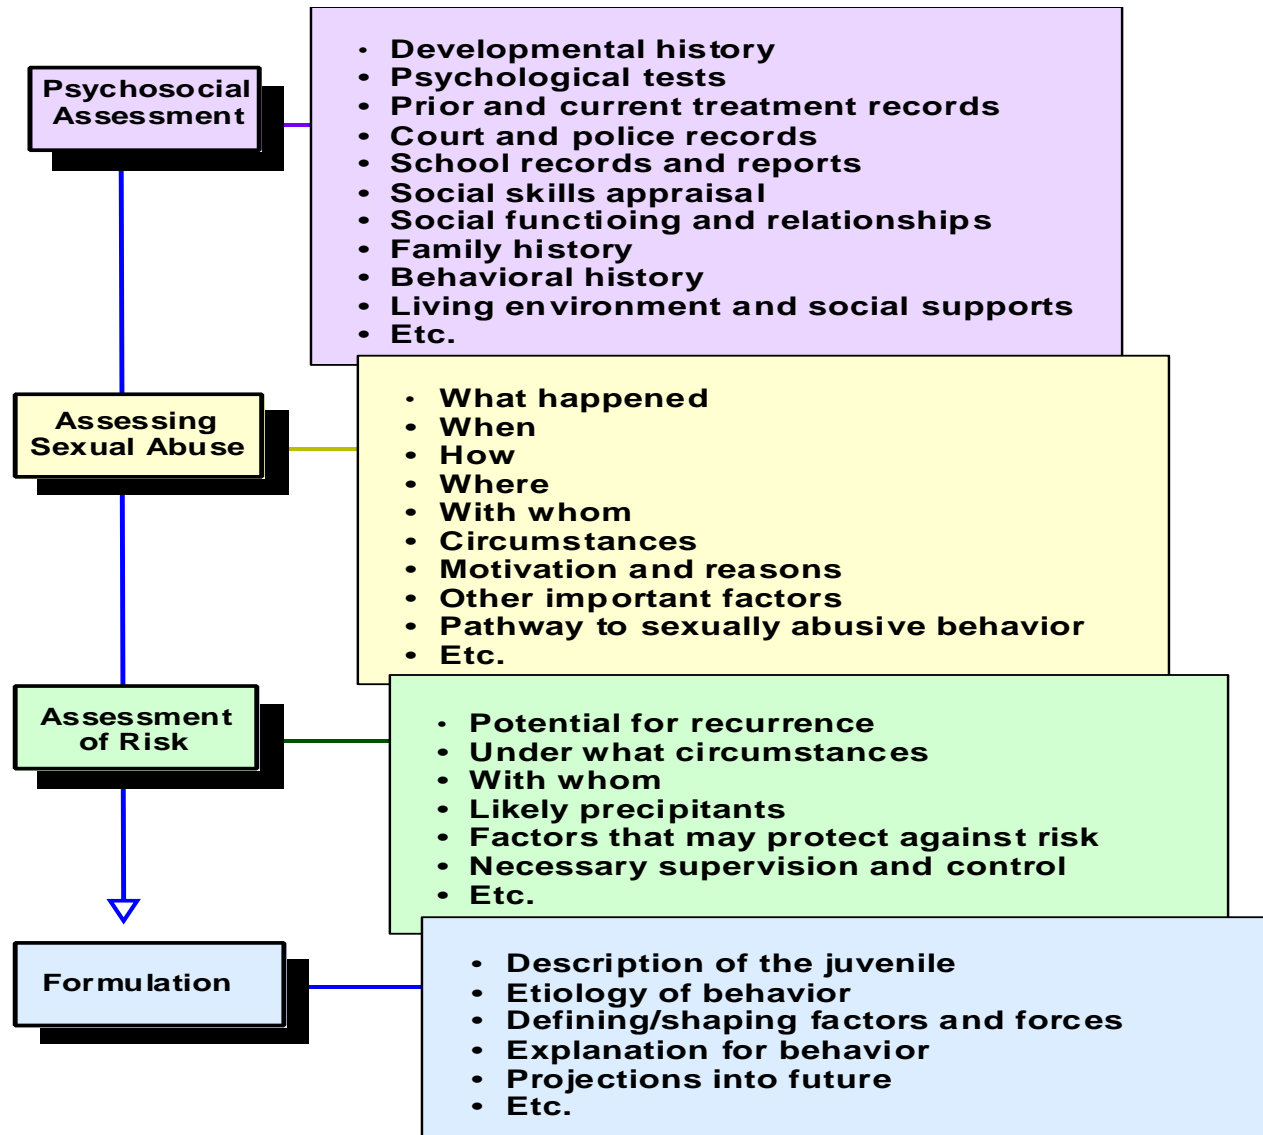 Psychosocial
Assessment
• Developmental history
• Psychological tests
• Prior and current treatment records
• Court and police records
• School records and reports
• Social skills appraisal
• Social functioing and relationships
• Family history
• Behavioral history
• Living environment and social supports
• Etc.
Assessing
Sexual Abuse
• What happened
• When
• How
• Where
• With whom
• Circumstances
• Motivation and reasons
• Other important factors
• Pathway to sexually abusive behavior
• Etc.
Assessment
of Risk
• Potential for recurrence
• Under what circumstances
• With whom
• Likely precipitants
• Factors that may protect against risk
• Necessary supervision and control
• Etc.
Formulation
• Description of the juvenile
• Etiology of behavior
• Defining/shaping factors and forces
• Explanation for behavior
• Projections into future
• Etc.